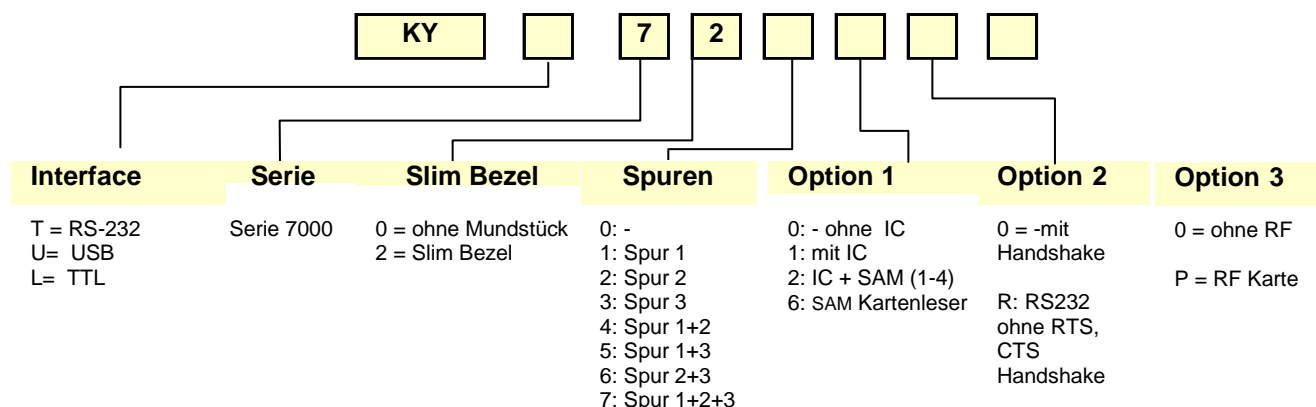 KY 7 2
Interface Serie Slim Bezel Spuren Option 1 Option 2 Option 3
T = RS-232
U= USB
L= TTL
Serie 7000
0 = ohne Mundstück
2 = Slim Bezel
0: -
1: Spur 1
2: Spur 2
3: Spur 3
4: Spur 1+2
5: Spur 1+3
6: Spur 2+3
7: Spur 1+2+3
0: - ohne IC
1: mit IC
2: IC + SAM (1-4)
6: SAM Kartenleser
0 = -mit
Handshake
R: RS232
ohne RTS,
CTS
Handshake
0 = ohne RF
P = RF Karte